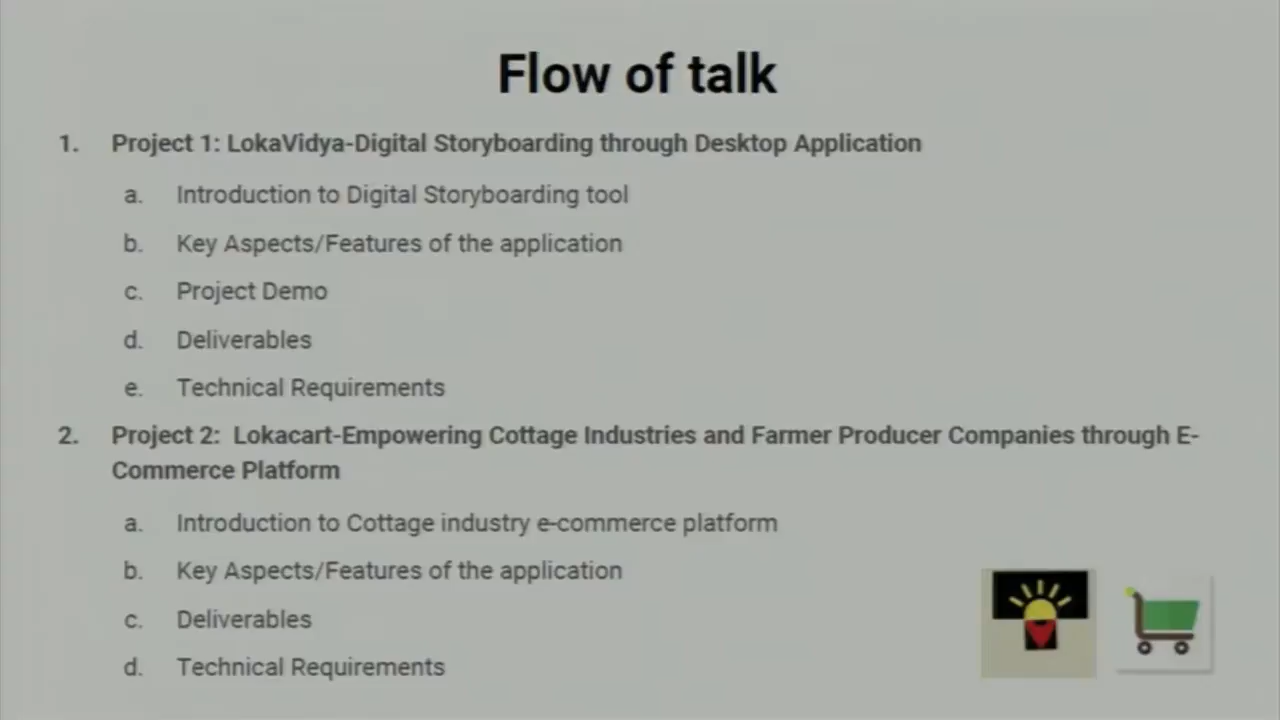 Flow of talk
1. Project 1: LokaVidya-Digital Storyboarding through Desktop Application
a. Introduction to Digital Storyboarding tool
b. Key Aspects/Features of the application
c. Project Demo
d. Deliverables
e. Technical Requirements
2. Project 2: Lokacart-Empowering Cottage Industries and Farmer Producer Companies through E-
Commerce Platform
a. Introduction to Cottage industry e-commerce platform
b. Key Aspects/Features of the application
c. Deliverables
d. Technical Requirements